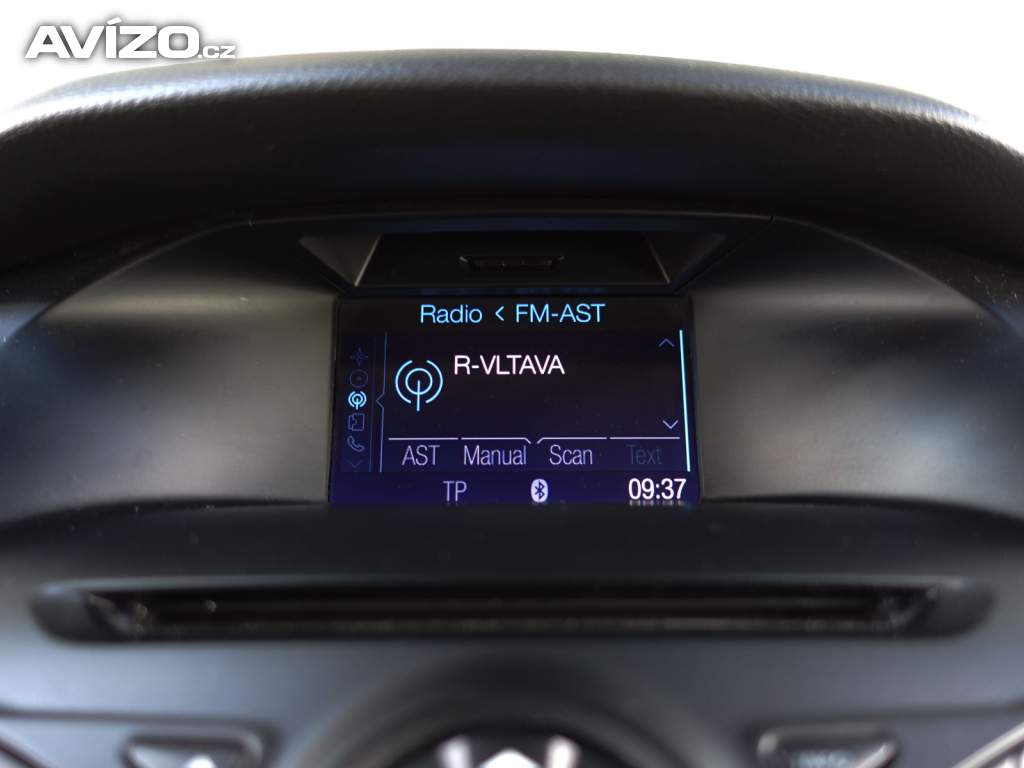 AVÍZO.cz
Radio < FM-AST
R-VLTAVA
AST Manual Scan Text
TP 09:37